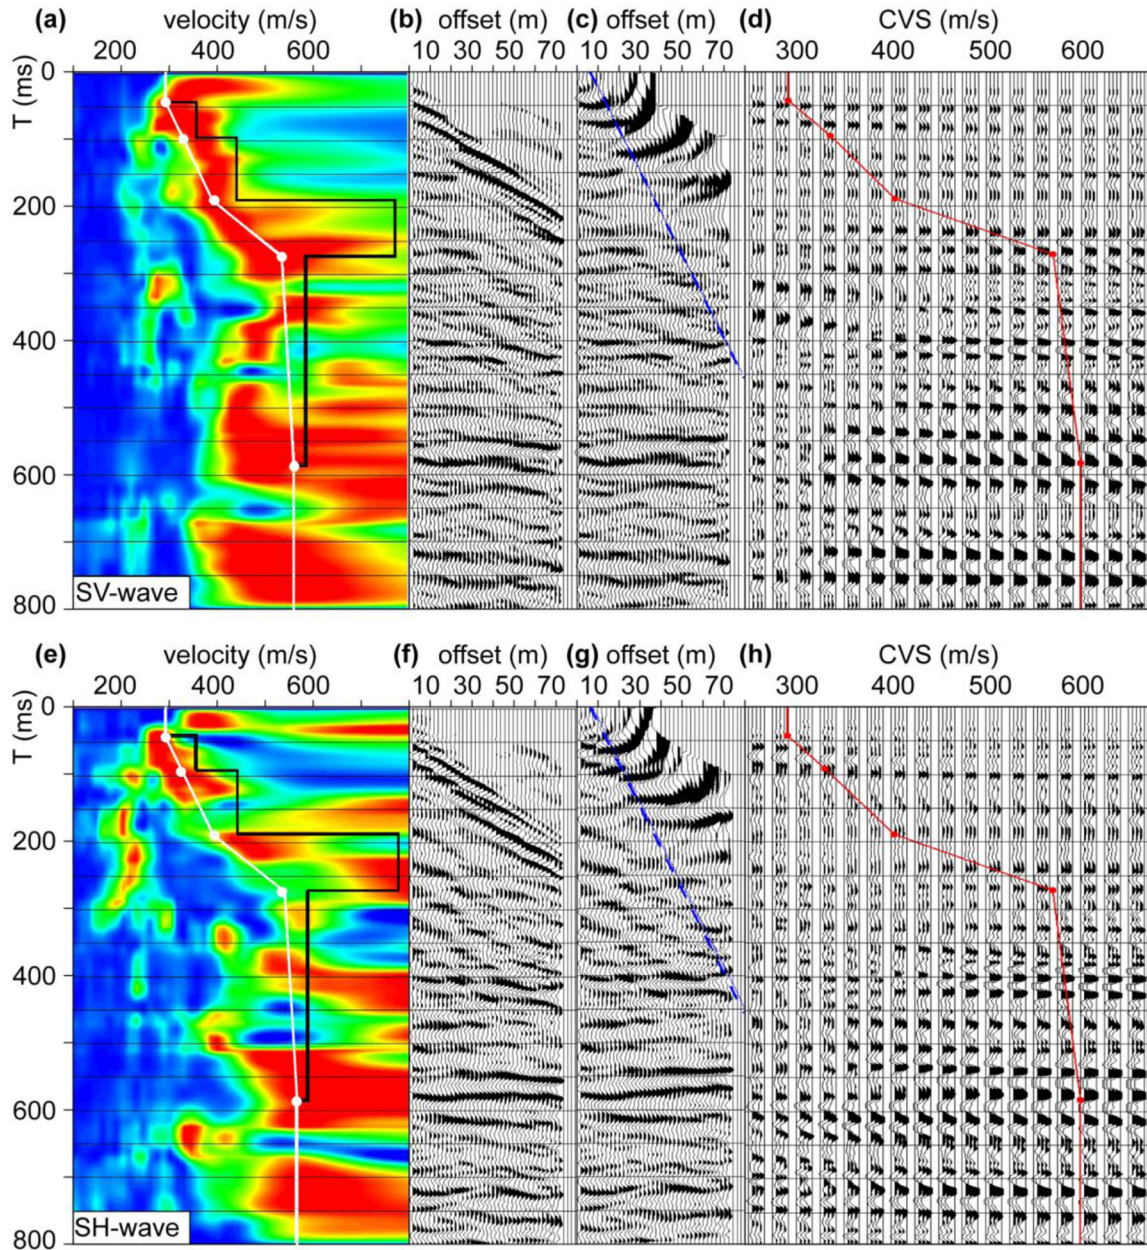 (a) velocity (m/s) (b) offset (m) (c) offset (m) (d) CVS (m/s)
200 400 600 10 30 50 70 10 30 50 70 300 400 500 600
T (ms)
0
200
400
600
800
SV-wave
(e) velocity (m/s) (f) offset (m) (g) offset (m) (h) CVS (m/s)
200 400 600 10 30 50 70 10 30 50 70 300 400 500 600
T (ms)
0
200
400
600
800
SH-wave